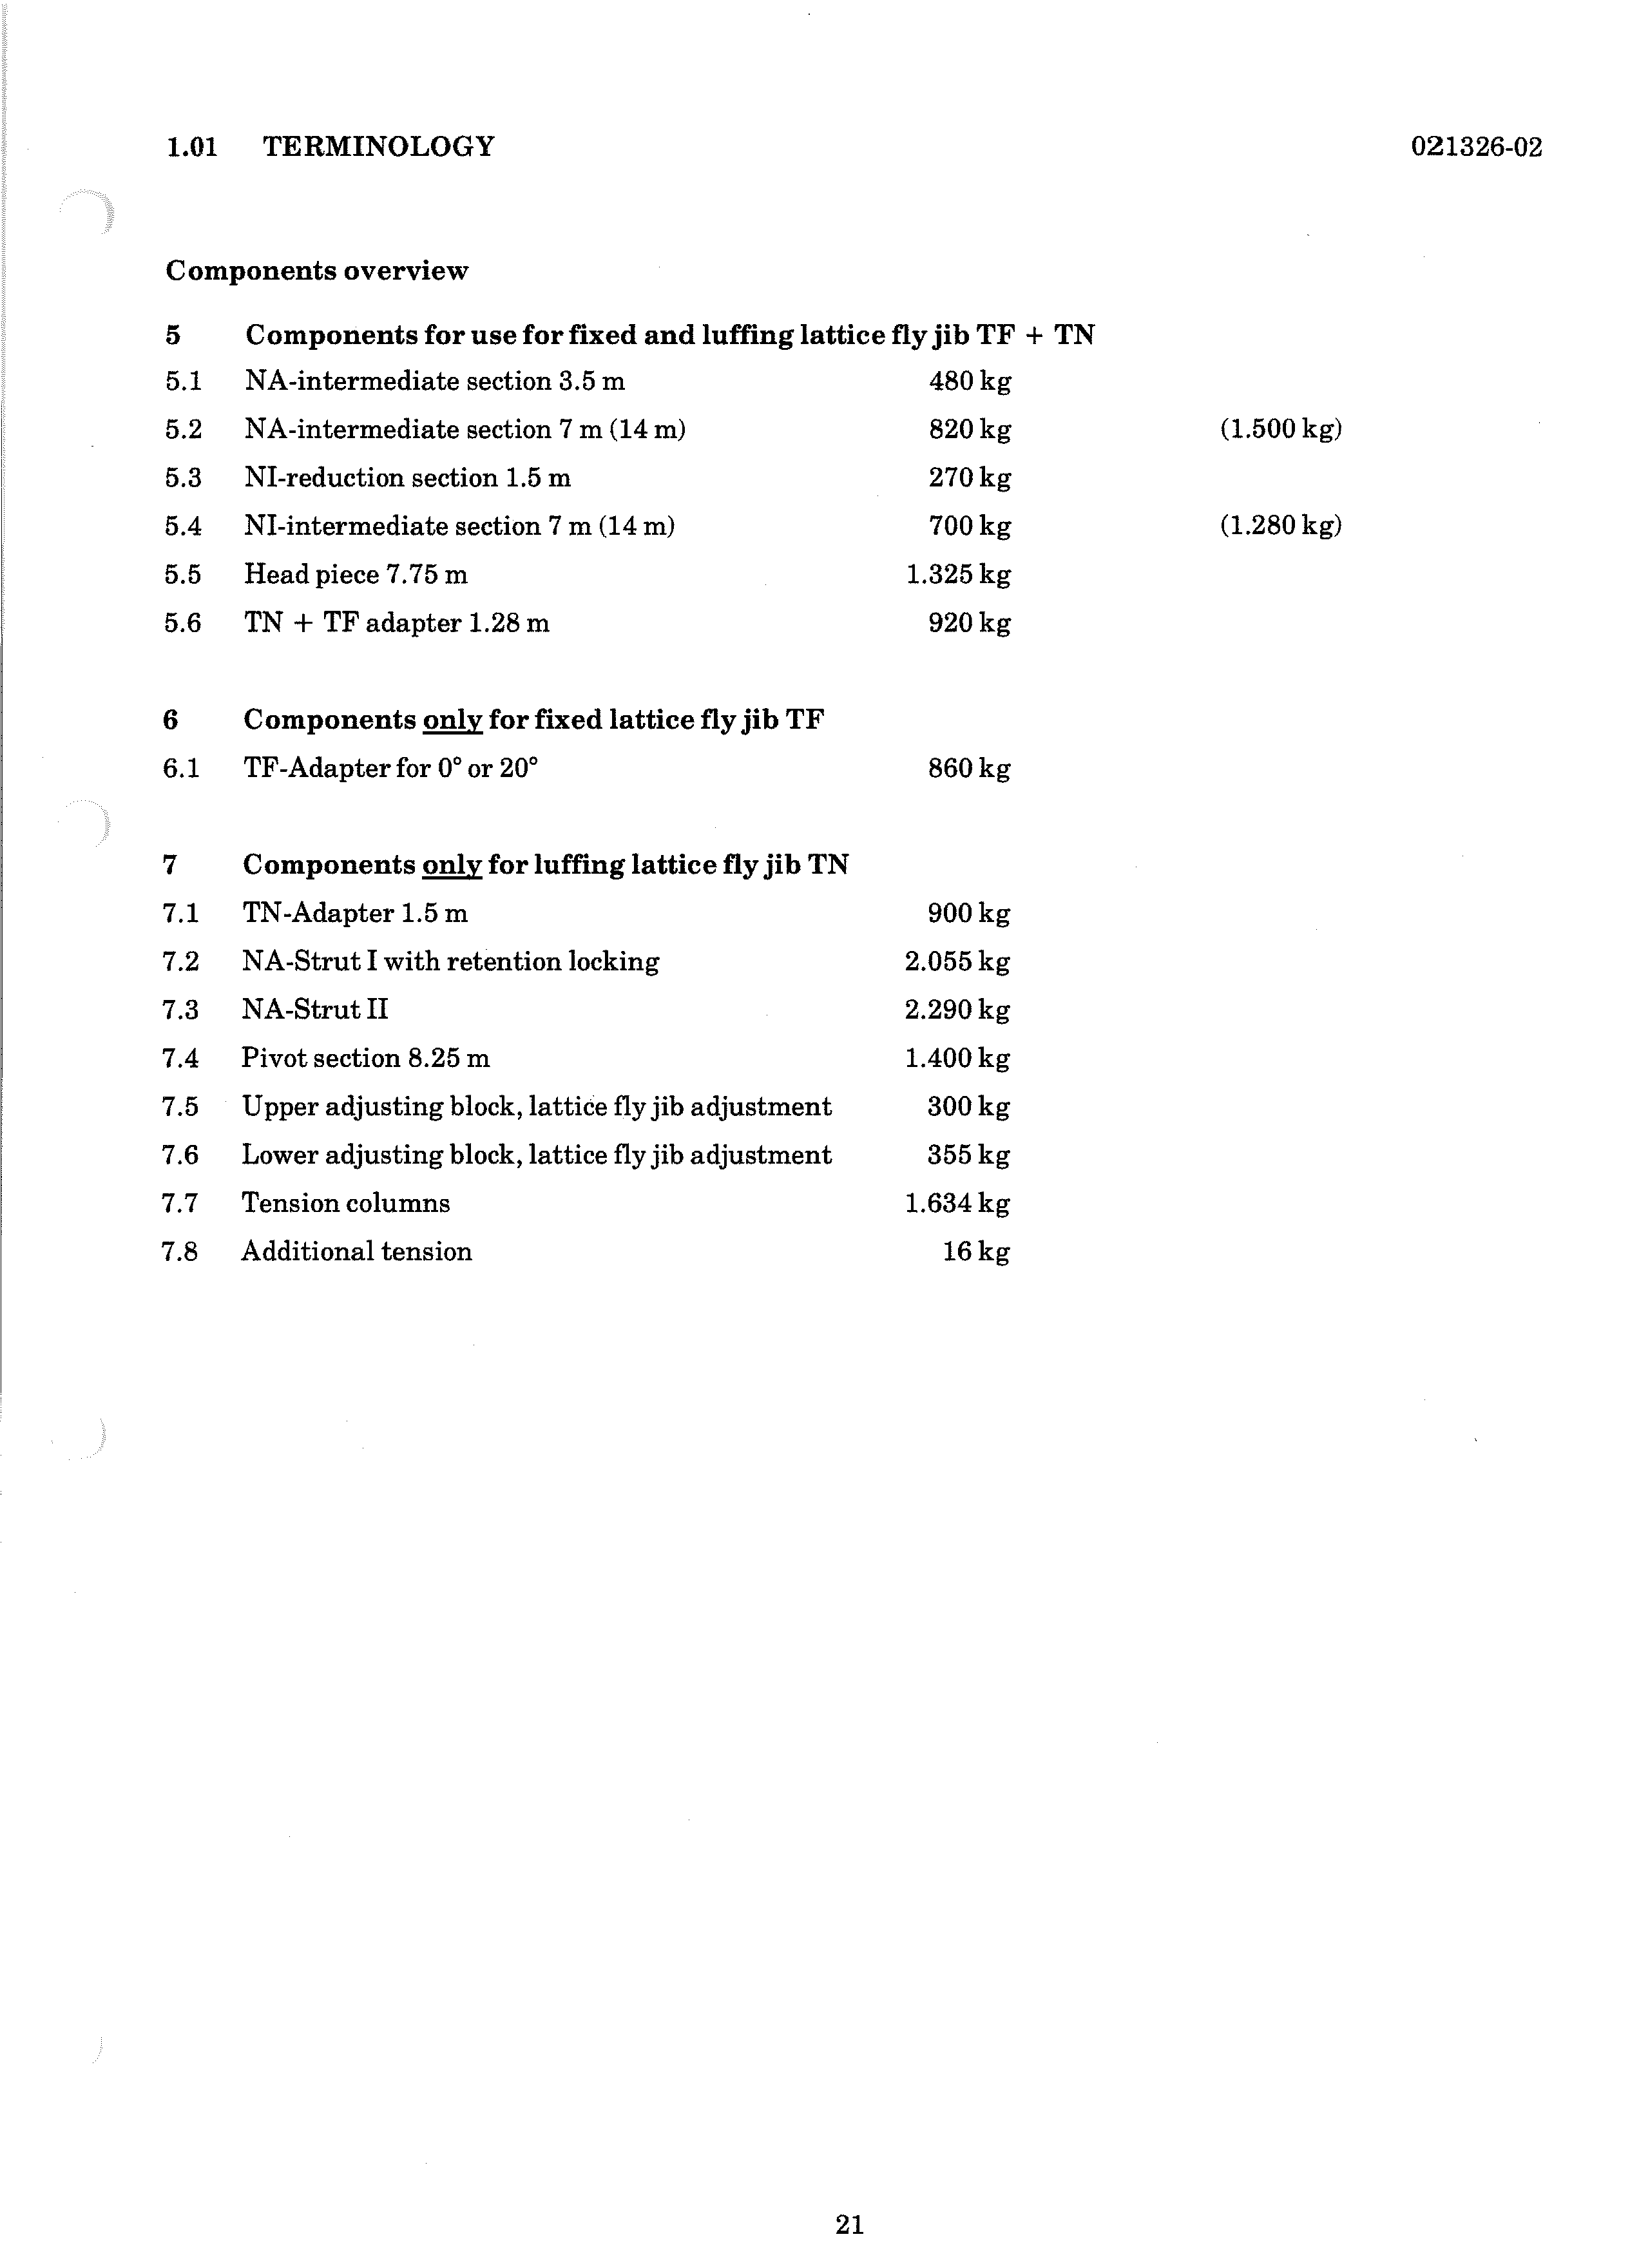 1.01 TERMINOLOGY 021326-02
Components overview
5 Components for use for fixed and luffing lattice fly jib TF + TN
5.1 NA-intermediate section 3.5 m 480 kg
5.2 NA-intermediate section 7 m (14 m) 820 kg (1.500 kg)
5.3 NI-reduction section 1.5 m 270 kg
5.4 NI-intermediate section 7 m (14 m) 700 kg (1.280 kg)
5.5 Head piece 7.75 m 1.325 kg
5.6 TN + TF adapter 1.28 m 920 kg
6 Components only for fixed lattice fly jib TF
6.1 TF-Adapter for 0° or 20° 860 kg
7 Components only for luffing lattice fly jib TN
7.1 TN-Adapter 1.5 m 900 kg
7.2 NA-Strut I with retention locking 2.055 kg
7.3 NA-Strut II 2.290 kg
7.4 Pivot section 8.25 m 1.400 kg
7.5 Upper adjusting block, lattice fly jib adjustment 300 kg
7.6 Lower adjusting block, lattice fly jib adjustment 355 kg
7.7 Tension columns 1.634 kg
7.8 Additional tension 16 kg
21